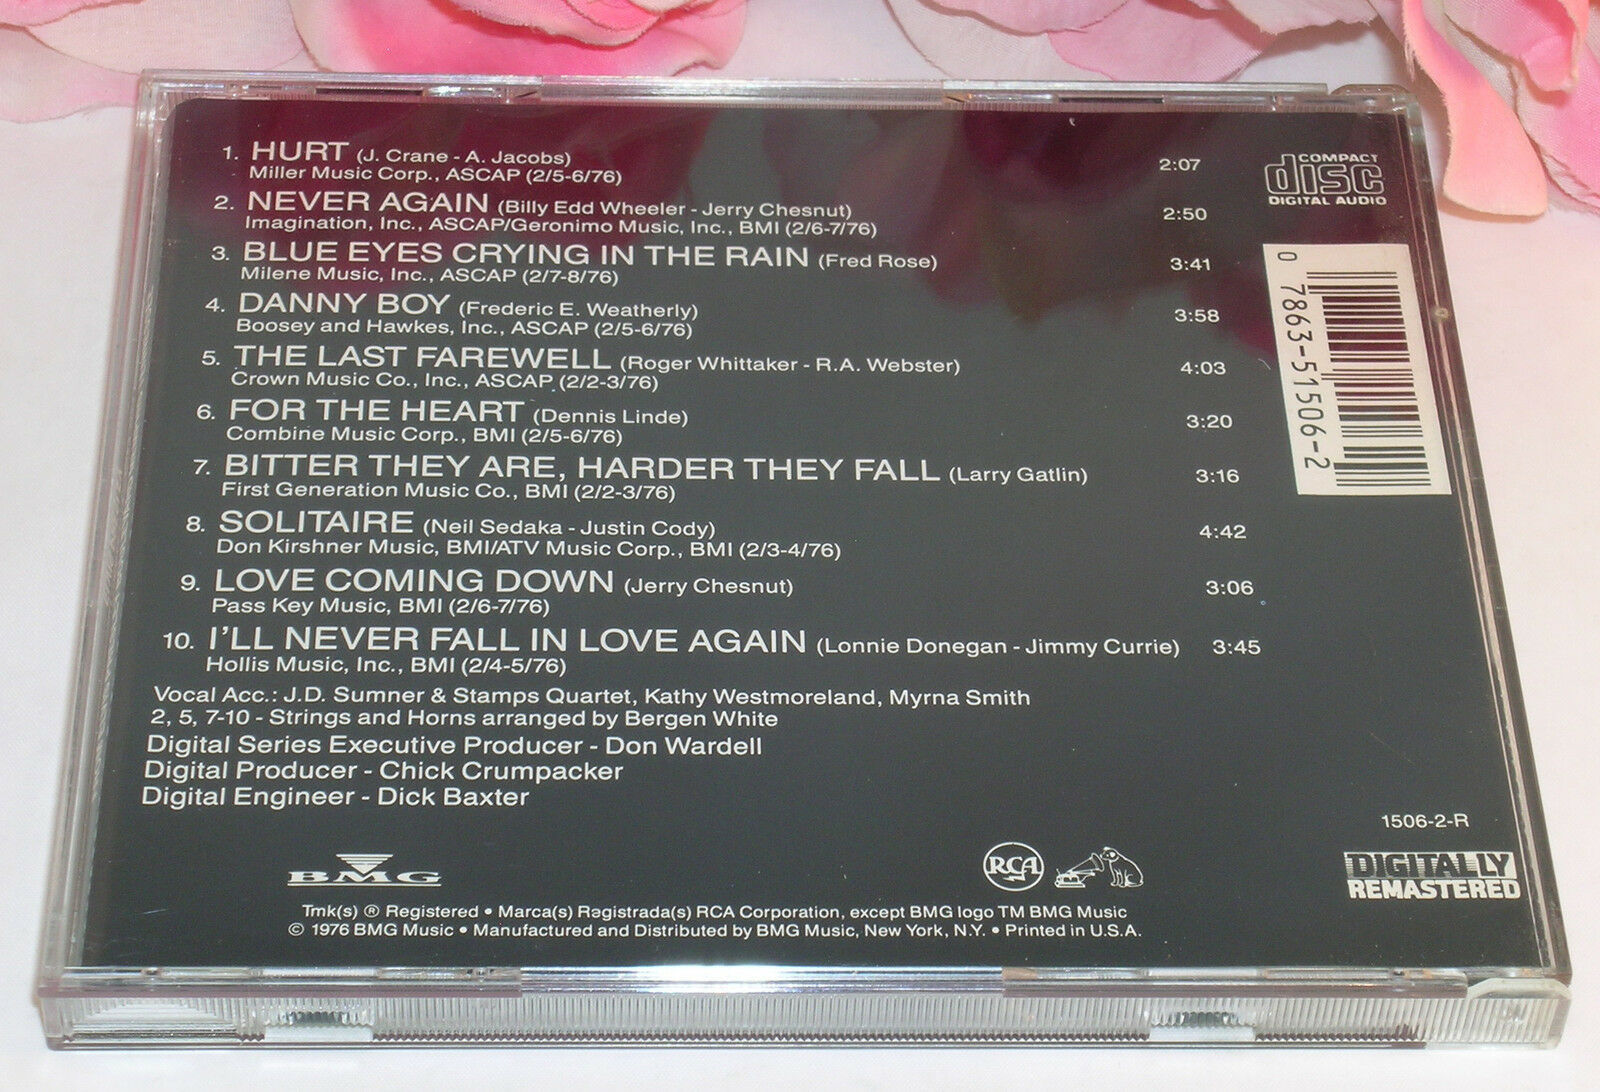 1. HURT (J. Crane - A. Jacobs) 2:07
Miller Music Corp., ASCAP (2/5-6/76)
2. NEVER AGAIN (Billy Edd Wheeler - Jerry Chesnut) 2:50
Imagination, Inc., ASCAP/Geronimo Music, Inc., BMI (2/6-7/76)
3. BLUE EYES CRYING IN THE RAIN (Fred Rose) 3:41
Milene Music, Inc., ASCAP (2/7-8/76)
4. DANNY BOY (Frederic E. Weatherly) 3:58
Boosey and Hawkes, Inc., ASCAP (2/5-6/76)
5. THE LAST FAREWELL (Roger Whittaker - R.A. Webster) 4:03
Crown Music Co., Inc., ASCAP (2/2-3/76)
6. FOR THE HEART (Dennis Linde) 3:20
Combine Music Corp., BMI (2/5-6/76)
7. BITTER THEY ARE, HARDER THEY FALL (Larry Gatlin) 3:16
First Generation Music Co., BMI (2/2-3/76)
8. SOLITAIRE (Neil Sedaka - Justin Cody) 4:42
Don Kirshner Music, BMI/ATV Music Corp., BMI (2/3-4/76)
9. LOVE COMING DOWN (Jerry Chesnut) 3:06
Pass Key Music, BMI (2/6-7/76)
10. I'LL NEVER FALL IN LOVE AGAIN (Lonnie Donegan - Jimmy Currie) 3:45
Hollis Music, Inc., BMI (2/4-5/76)
Vocal Acc.: J.D. Sumner & Stamps Quartet, Kathy Westmoreland, Myrna Smith
2, 5, 7-10 - Strings and Horns arranged by Bergen White
Digital Series Executive Producer - Don Wardell
Digital Producer - Chick Crumpacker
Digital Engineer - Dick Baxter
COMPACT
disc
DIGITAL AUDIO
0 7863-51506-2
1506-2-R
DIGITALLY
REMASTERED
BMG
RCA
Tmk(s) ® Registered • Marca(s) Registrada(s) RCA Corporation, except BMG logo TM BMG Music
© 1976 BMG Music • Manufactured and Distributed by BMG Music, New York, N.Y. • Printed in U.S.A.